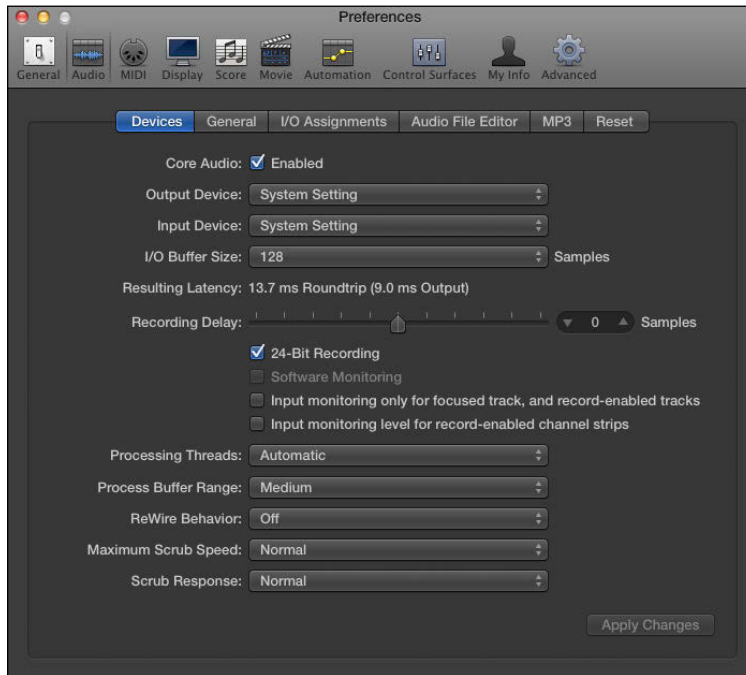 Preferences
General Audio MIDI Display Score Movie Automation Control Surfaces My Info Advanced
Devices General I/O Assignments Audio File Editor MP3 Reset
Core Audio: Enabled
Output Device: System Setting
Input Device: System Setting
I/O Buffer Size: 128 Samples
Resulting Latency: 13.7 ms Roundtrip (9.0 ms Output)
Recording Delay: 0 Samples
24-Bit Recording
Software Monitoring
Input monitoring only for focused track, and record-enabled tracks
Input monitoring level for record-enabled channel strips
Processing Threads: Automatic
Process Buffer Range: Medium
ReWire Behavior: Off
Maximum Scrub Speed: Normal
Scrub Response: Normal
Apply Changes